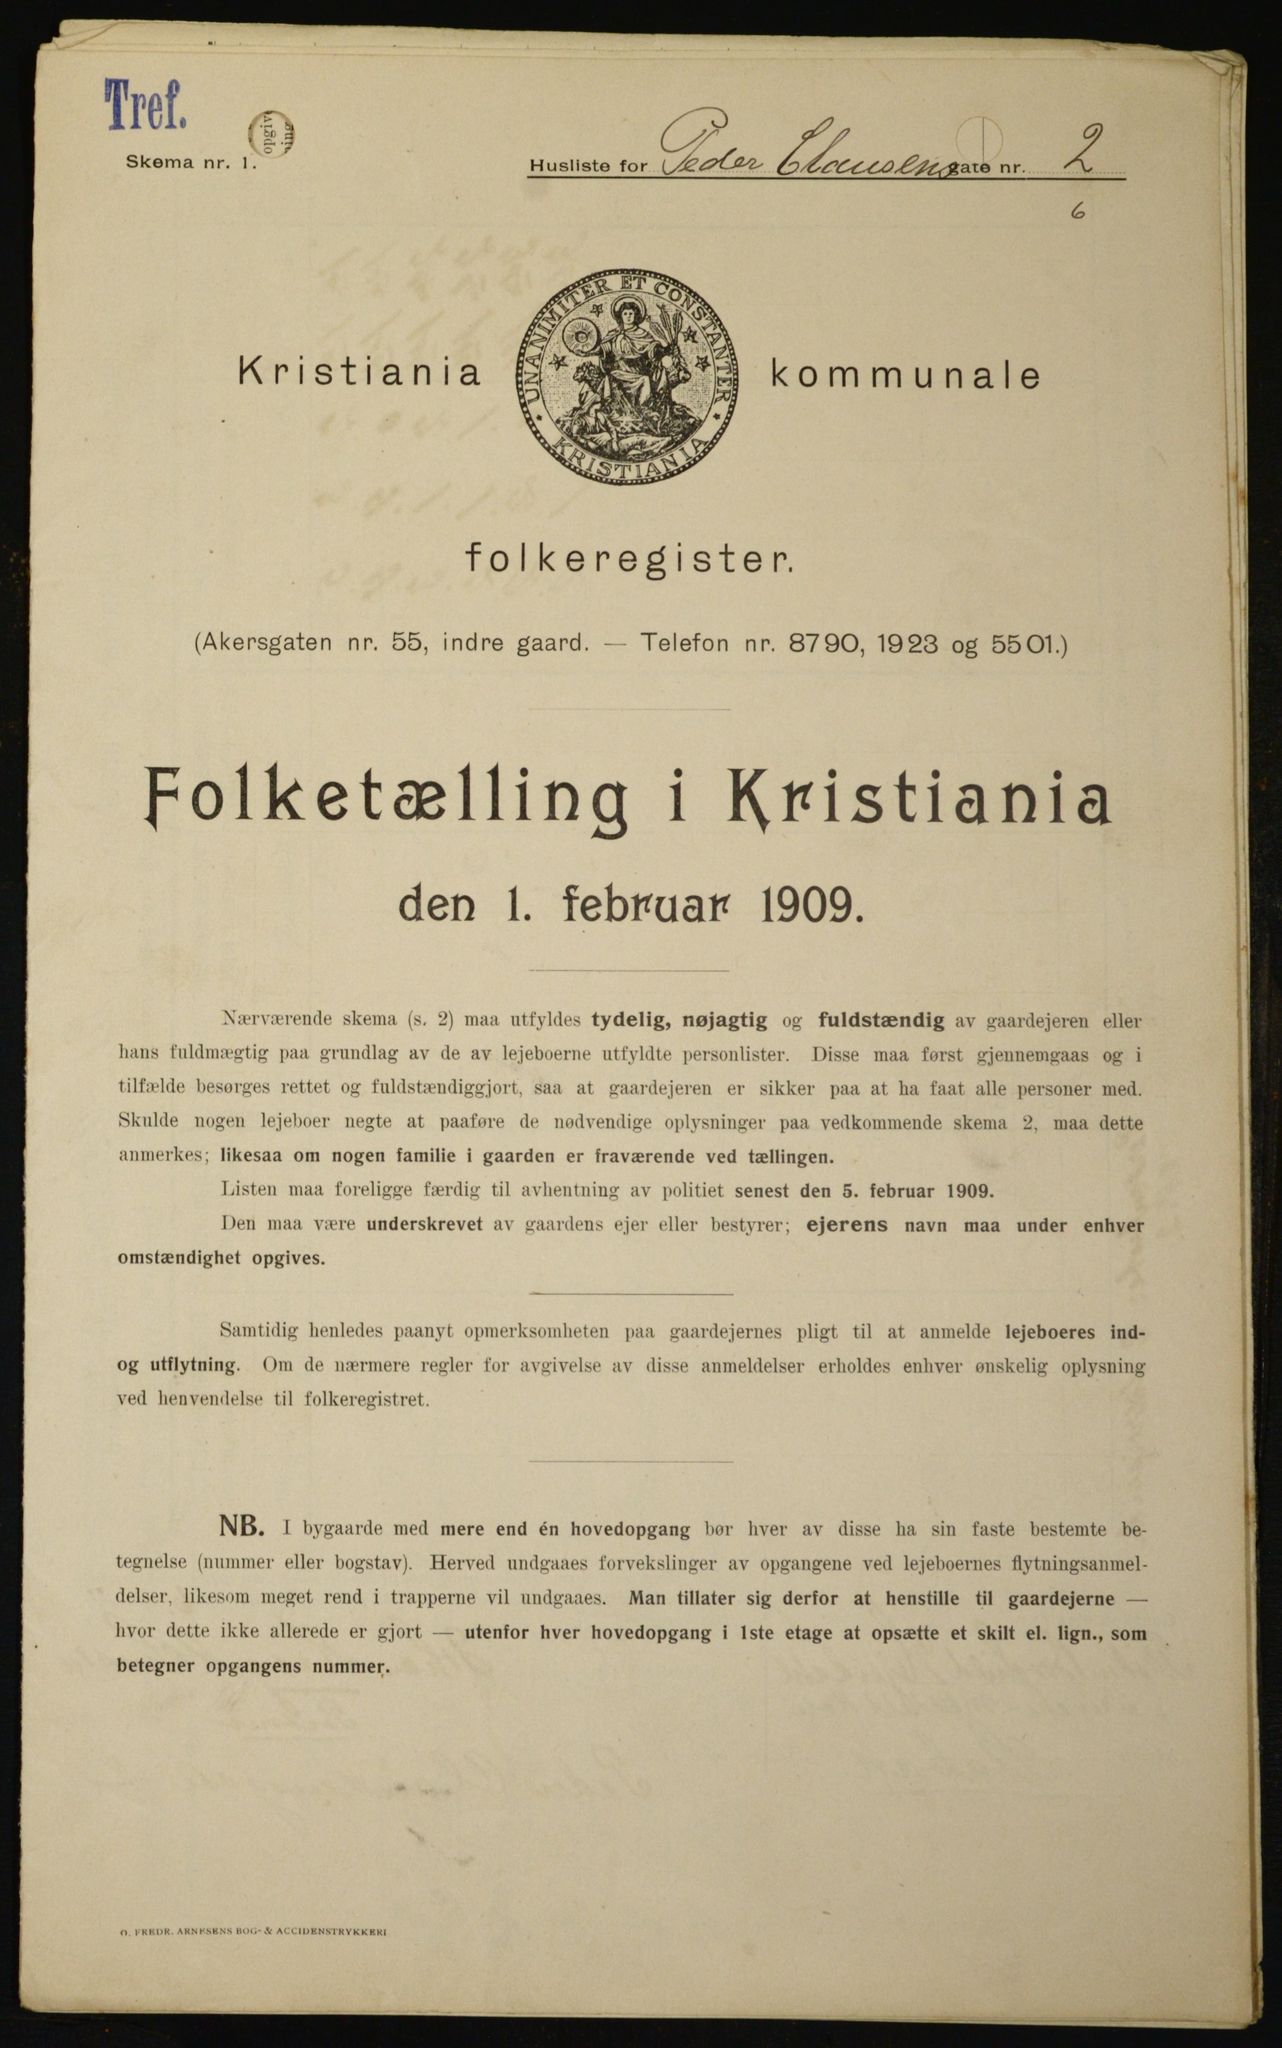 Tref.
opgiv
ing
Skema nr. 1.
Husliste for Peder Clausens gate nr. 2
6
UNANIMITER ET CONSTANTER
KRISTIANIA
Kristiania kommunale
folkeregister.
(Akersgaten nr. 55, indre gaard. — Telefon nr. 8790, 1923 og 5501.)
Folketælling i Kristiania
den 1. februar 1909.
Nærværende skema (s. 2) maa utfyldes tydelig, nøjagtig og fuldstændig av gaardejeren eller
hans fuldmægtig paa grundlag av de av lejeboerne utfyldte personlister. Disse maa først gjennemgaas og i
tilfælde besørges rettet og fuldstændiggjort, saa at gaardejeren er sikker paa at ha faat alle personer med.
Skulde nogen lejeboer negte at paaføre de nødvendige oplysninger paa vedkommende skema 2, maa dette
anmerkes; likesaa om nogen familie i gaarden er fraværende ved tællingen.
Listen maa foreligge færdig til avhentning av politiet senest den 5. februar 1909.
Den maa være underskrevet av gaardens ejer eller bestyrer; ejerens navn maa under enhver
omstændighet opgives.
Samtidig henledes paanyt opmerksomheten paa gaardejernes pligt til at anmelde lejeboeres ind-
og utflytning. Om de nærmere regler for avgivelse av disse anmeldelser erholdes enhver ønskelig oplysning
ved henvendelse til folkeregistret.
NB. I bygaarde med mere end én hovedopgang bør hver av disse ha sin faste bestemte be-
tegnelse (nummer eller bogstav). Herved undgaaes forvekslinger av opgangene ved lejeboernes flytningsanmel-
delser, likesom meget rend i trapperne vil undgaaes. Man tillater sig derfor at henstille til gaardejerne —
hvor dette ikke allerede er gjort — utenfor hver hovedopgang i 1ste etage at opsætte et skilt el. lign., som
betegner opgangens nummer.
O. FREDR. ARNESENS BOG- & ACCIDENSTRYKKERI